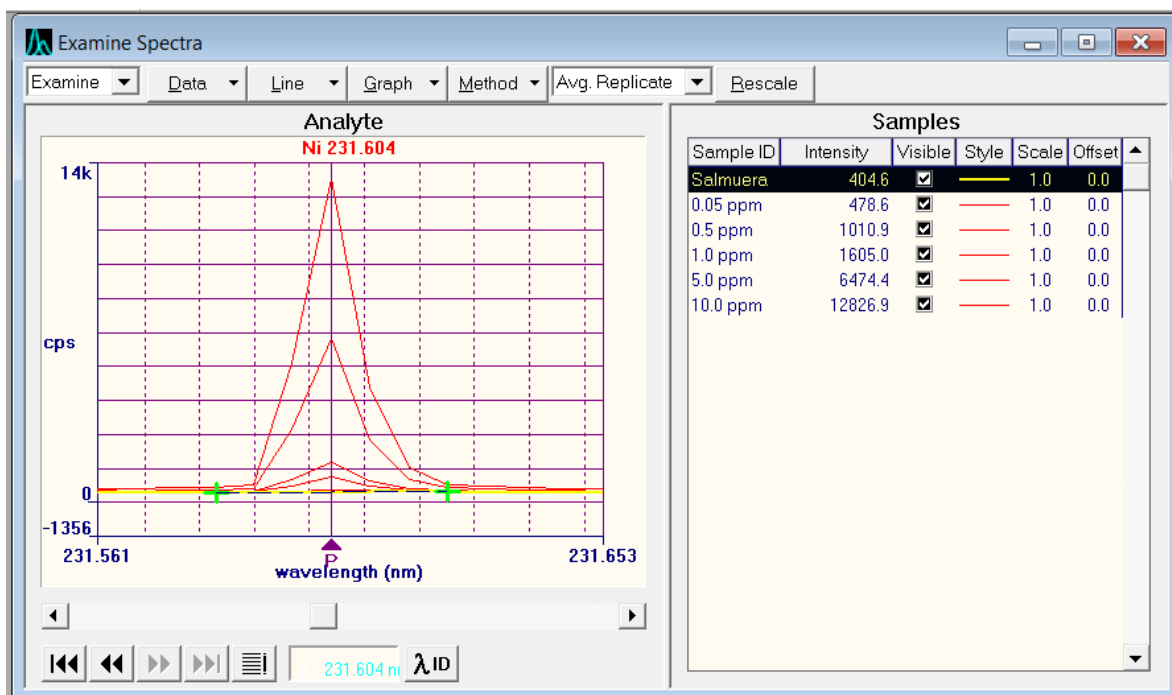 Examine Spectra
Examine Data Line Graph Method Avg. Replicate Rescale
Analyte
Ni 231.604
14k
cps
0
-1356
231.561 P 231.653
wavelength (nm)
231.604 n
λ ID
Samples
Sample ID Intensity Visible Style Scale Offset
Salmuera 404.6 1.0 0.0
0.05 ppm 478.6 1.0 0.0
0.5 ppm 1010.9 1.0 0.0
1.0 ppm 1605.0 1.0 0.0
5.0 ppm 6474.4 1.0 0.0
10.0 ppm 12826.9 1.0 0.0